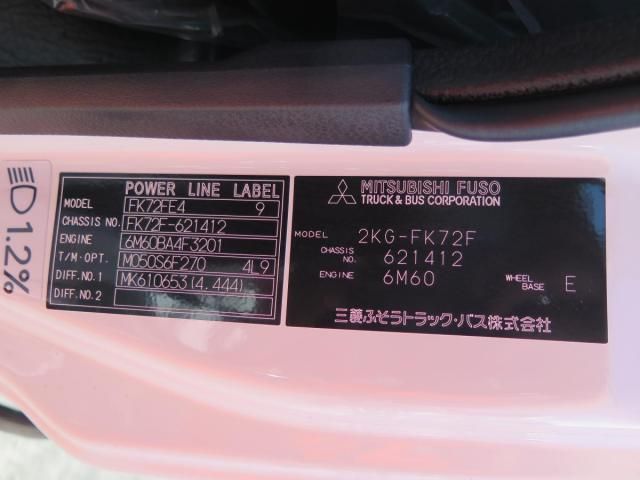 1.2%
POWER LINE LABEL
MODEL FK72FE4 9
CHASSIS NO. FK72F-621412
ENGINE 6M60BA4F3201
T/M・OPT. M050S6F270 4L9
DIFF. NO.1 MK610653(4.444)
DIFF. NO.2
MITSUBISHI FUSO
TRUCK & BUS CORPORATION
MODEL 2KG-FK72F
CHASSIS NO. 621412
ENGINE 6M60
WHEEL BASE E
三菱ふそうトラック・バス株式会社